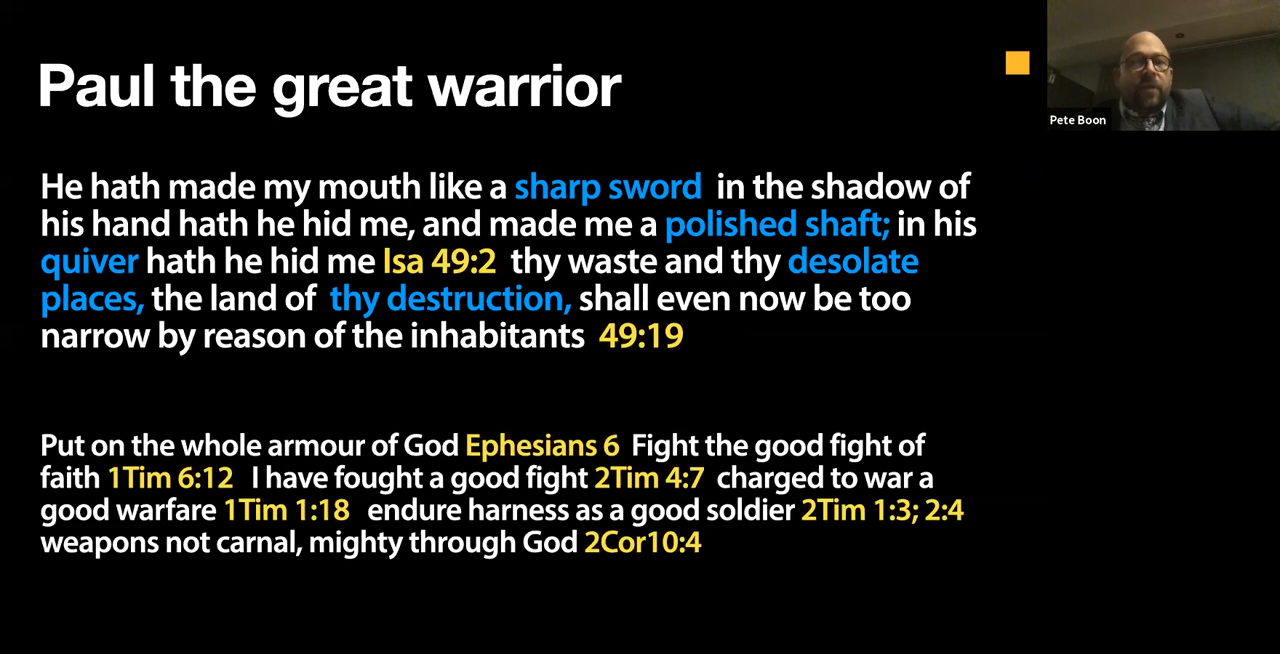 Paul the great warrior
Pete Boon
He hath made my mouth like a sharp sword in the shadow of
his hand hath he hid me, and made me a polished shaft; in his
quiver hath he hid me Isa 49:2 thy waste and thy desolate
places, the land of thy destruction, shall even now be too
narrow by reason of the inhabitants 49:19
Put on the whole armour of God Ephesians 6 Fight the good fight of
faith 1Tim 6:12 I have fought a good fight 2Tim 4:7 charged to war a
good warfare 1Tim 1:18 endure harness as a good soldier 2Tim 1:3; 2:4
weapons not carnal, mighty through God 2Cor10:4